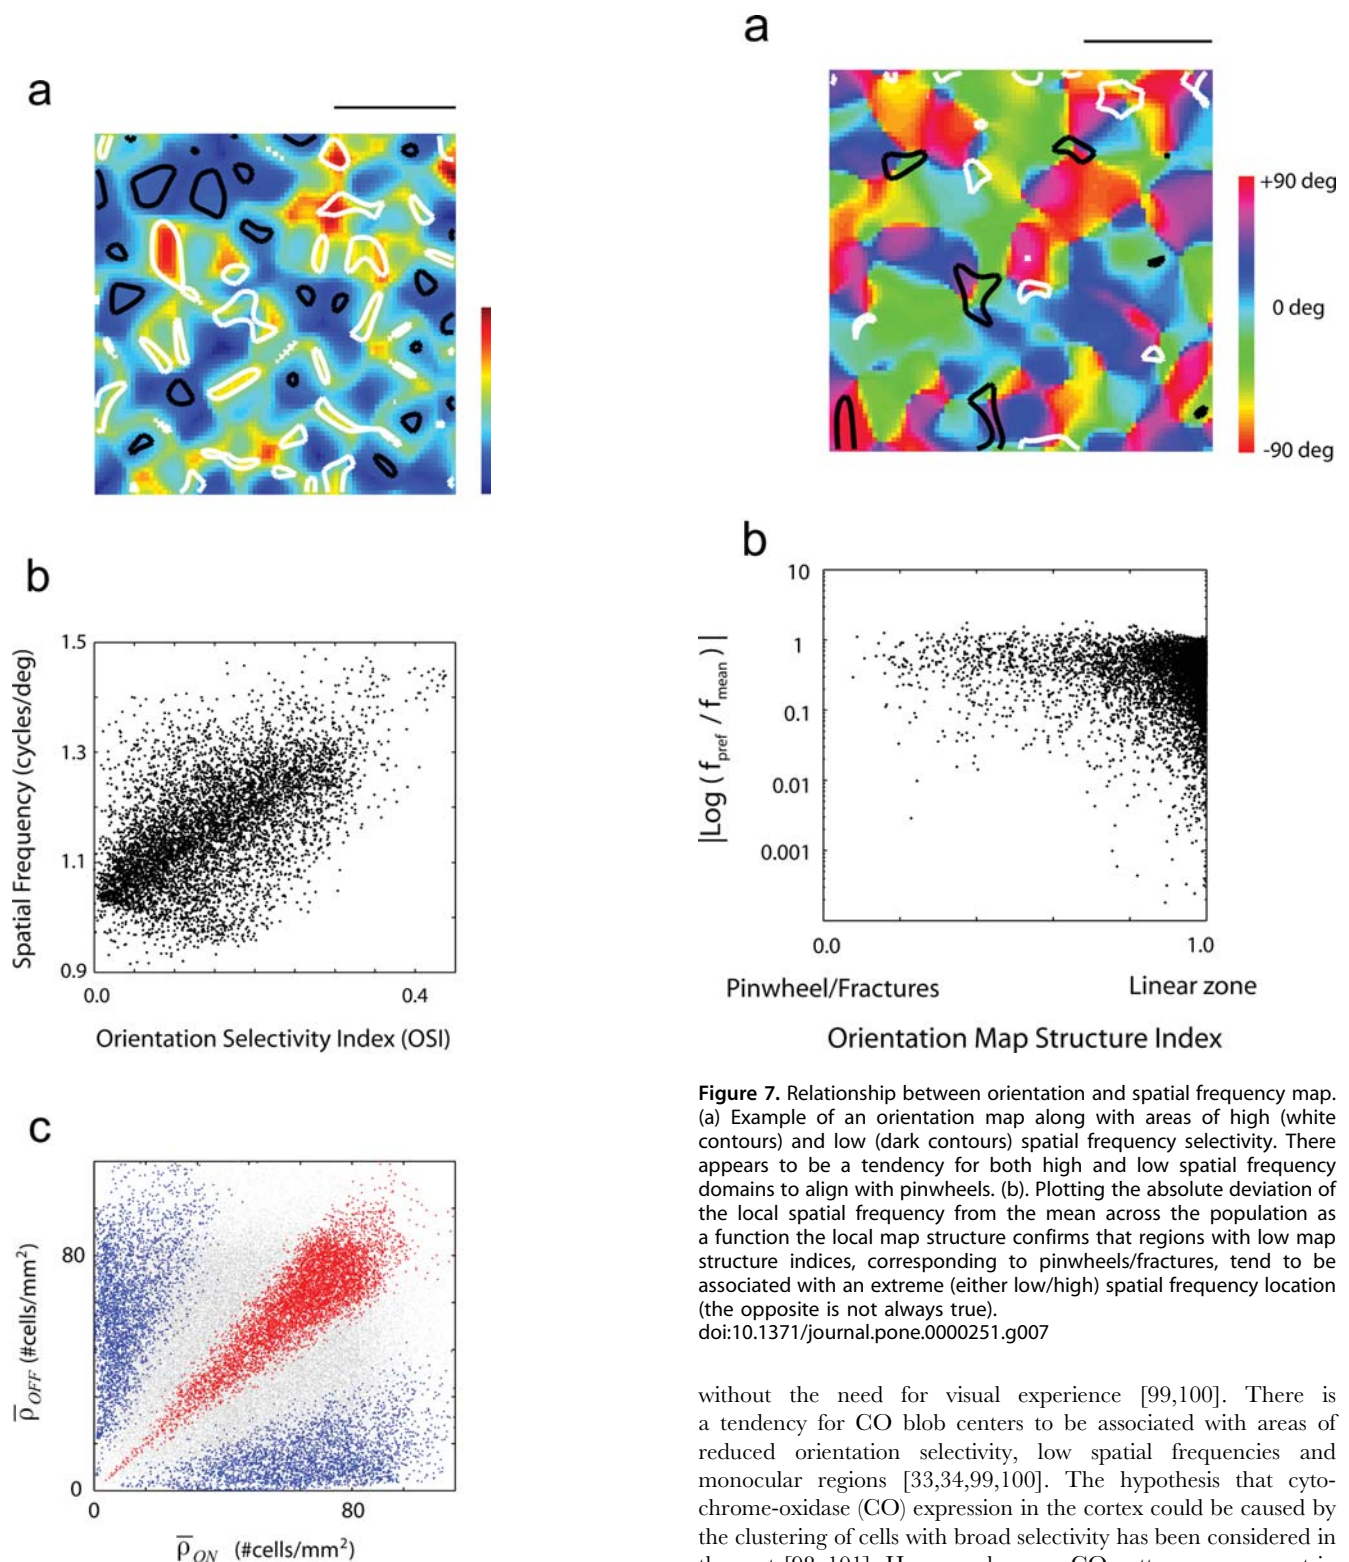 a
b
1.5
1.3
1.1
0.9
Spatial Frequency (cycles/deg)
0.0
0.4
Orientation Selectivity Index (OSI)
c
80
0
ρ̅OFF (#cells/mm²)
0
80
ρ̅ON (#cells/mm²)
a
+90 deg
0 deg
-90 deg
b
10
1
0.1
0.01
0.001
|Log ( fpref / fmean ) |
0.0
1.0
Pinwheel/Fractures
Linear zone
Orientation Map Structure Index
Figure 7. Relationship between orientation and spatial frequency map.
(a) Example of an orientation map along with areas of high (white
contours) and low (dark contours) spatial frequency selectivity. There
appears to be a tendency for both high and low spatial frequency
domains to align with pinwheels. (b). Plotting the absolute deviation of
the local spatial frequency from the mean across the population as
a function the local map structure confirms that regions with low map
structure indices, corresponding to pinwheels/fractures, tend to be
associated with an extreme (either low/high) spatial frequency location
(the opposite is not always true).
doi:10.1371/journal.pone.0000251.g007
without the need for visual experience [99,100]. There is
a tendency for CO blob centers to be associated with areas of
reduced orientation selectivity, low spatial frequencies and
monocular regions [33,34,99,100]. The hypothesis that cyto-
chrome-oxidase (CO) expression in the cortex could be caused by
the clustering of cells with broad selectivity has been considered in